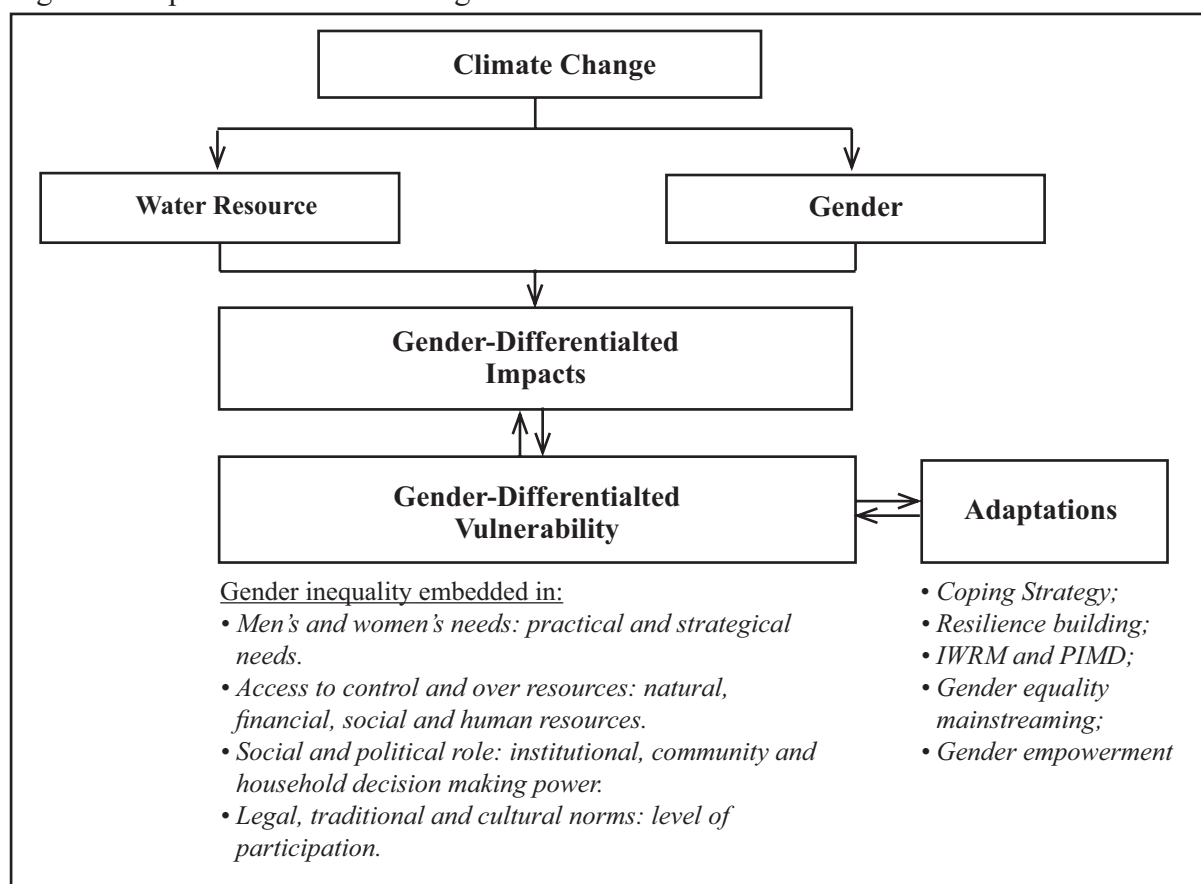 Climate Change
Water Resource
Gender
Gender-Differentialted
Impacts
Gender-Differentialted
Vulnerability
Adaptations
Gender inequality embedded in:
• Men’s and women’s needs: practical and strategical
needs.
• Access to control and over resources: natural,
financial, social and human resources.
• Social and political role: institutional, community and
household decision making power.
• Legal, traditional and cultural norms: level of
participation.
• Coping Strategy;
• Resilience building;
• IWRM and PIMD;
• Gender equality
mainstreaming;
• Gender empowerment